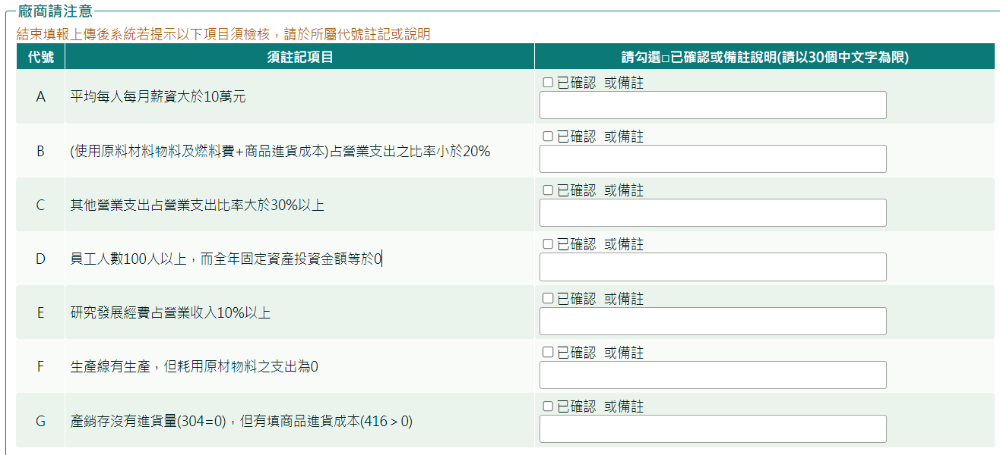 廠商請注意
結束填報上傳後系統若提示以下項目須檢核，請於所屬代號註記或說明
代號 須註記項目 請勾選□已確認或備註說明(請以30個中文字為限)
A 平均每人每月薪資大於10萬元 □已確認 或備註
B (使用原料材料物料及燃料費+商品進貨成本)占營業支出之比率小於20% □已確認 或備註
C 其他營業支出占營業支出比率大於30%以上 □已確認 或備註
D 員工人數100人以上，而全年固定資產投資金額等於0 □已確認 或備註
E 研究發展經費占營業收入10%以上 □已確認 或備註
F 生產線有生產，但耗用原材物料之支出為0 □已確認 或備註
G 產銷存沒有進貨量(304=0)，但有填商品進貨成本(416 > 0) □已確認 或備註